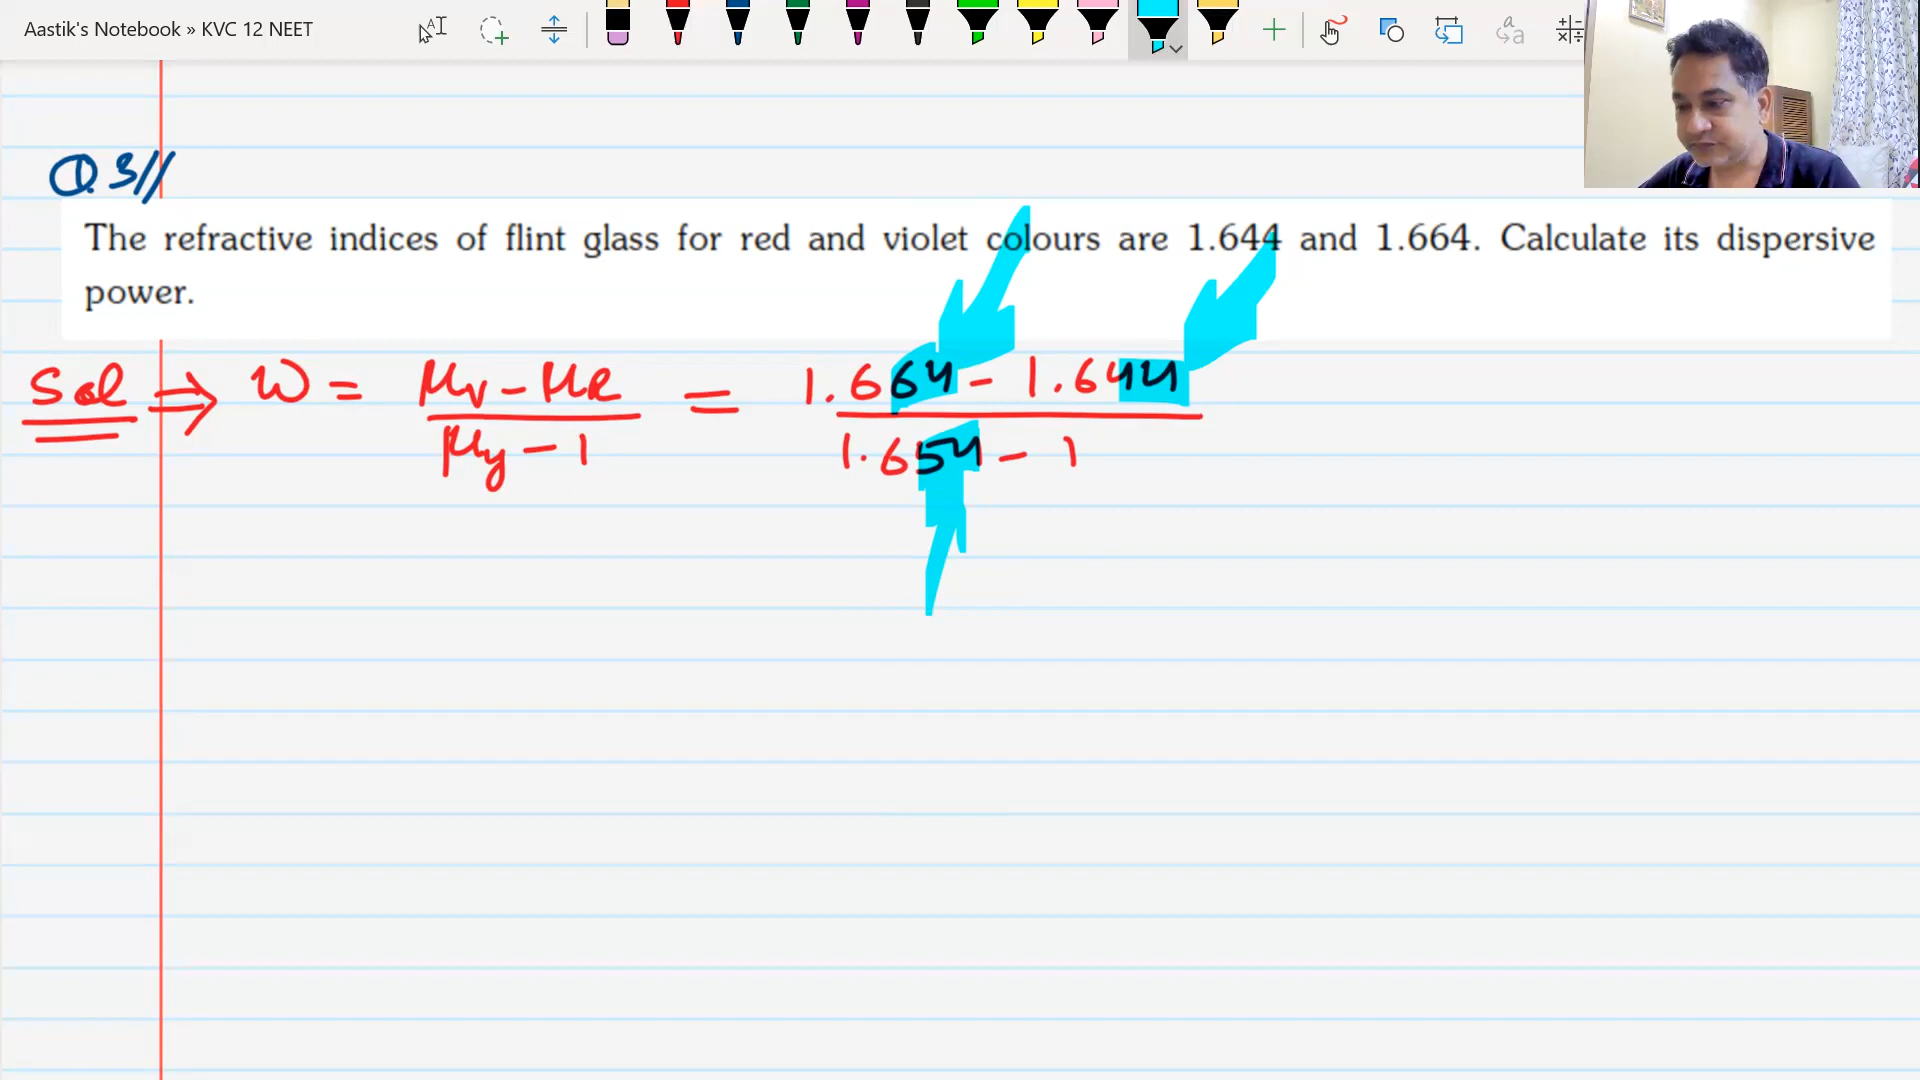 Aastik's Notebook » KVC 12 NEET
Q.3//
The refractive indices of flint glass for red and violet colours are 1.644 and 1.664. Calculate its dispersive
power.
Sol ⇒ ω = μv - μR / μy - 1 = 1.664 - 1.644 / 1.654 - 1